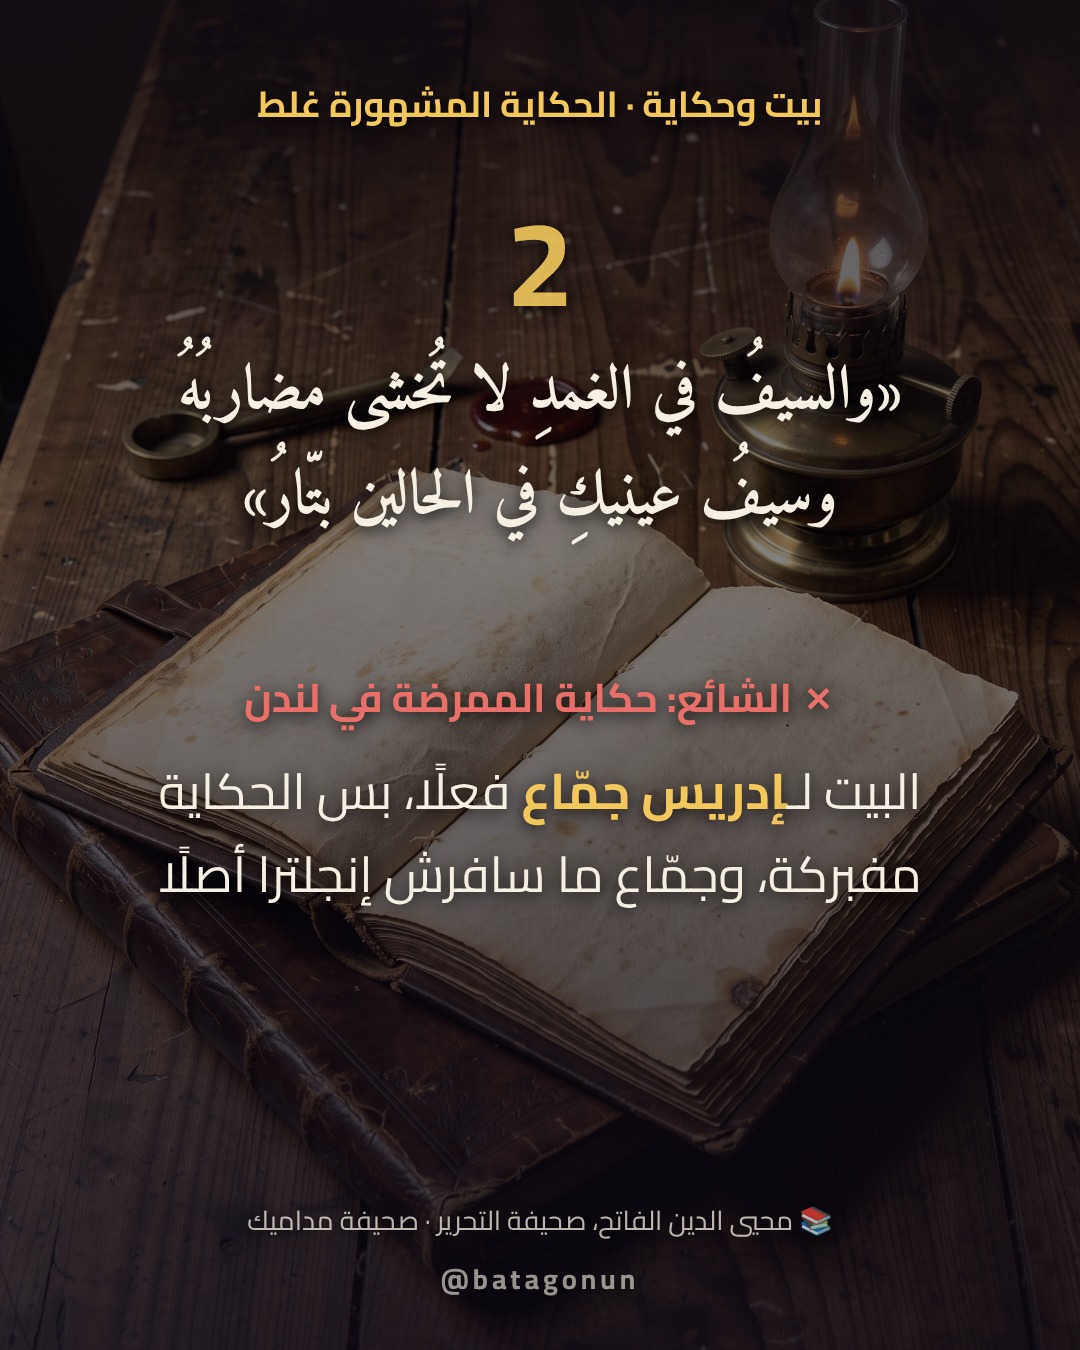 بيت وحكاية · الحكاية المشهورة غلط
2
«والسيفُ في الغمدِ لا تُخشى مضاربُهُ
وسيفُ عينيكِ في الحالين بتّارُ»
× الشائع: حكاية الممرضة في لندن
البيت لـإدريس جمّاع فعلًا، بس الحكاية
مفبركة، وجمّاع ما سافرش إنجلترا أصلًا
📚 محيى الدين الفاتح، صحيفة التحرير · صحيفة مداميك
@batagonun